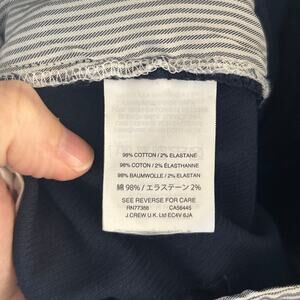 98% COTTON / 2% ELASTANE
98% COTON / 2% ÉLASTHANNE
98% BAUMWOLLE / 2% ELASTAN
綿 98% / エラステーン 2%
SEE REVERSE FOR CARE
RN77388 CA56445
J.CREW U.K. Ltd EC4V 6JA